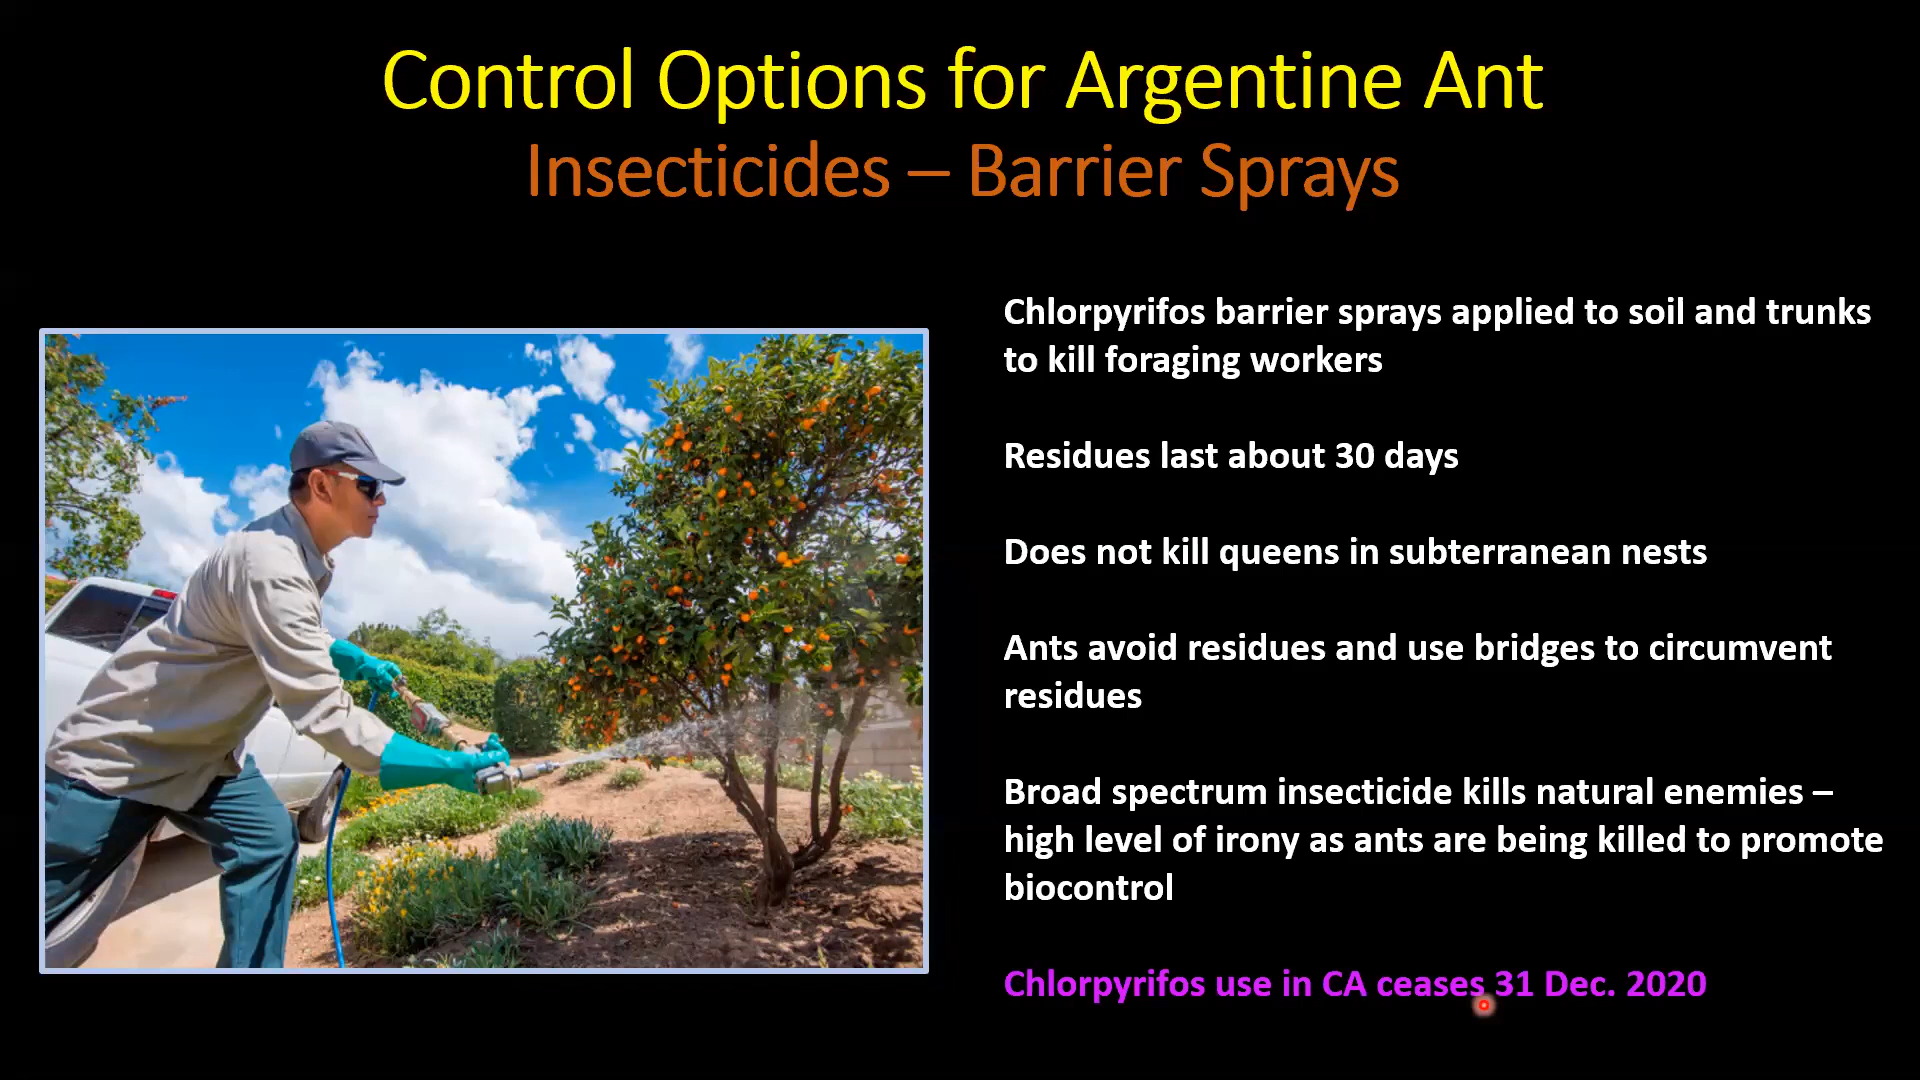 Control Options for Argentine Ant
Insecticides – Barrier Sprays
Chlorpyrifos barrier sprays applied to soil and trunks
to kill foraging workers
Residues last about 30 days
Does not kill queens in subterranean nests
Ants avoid residues and use bridges to circumvent
residues
Broad spectrum insecticide kills natural enemies –
high level of irony as ants are being killed to promote
biocontrol
Chlorpyrifos use in CA ceases 31 Dec. 2020